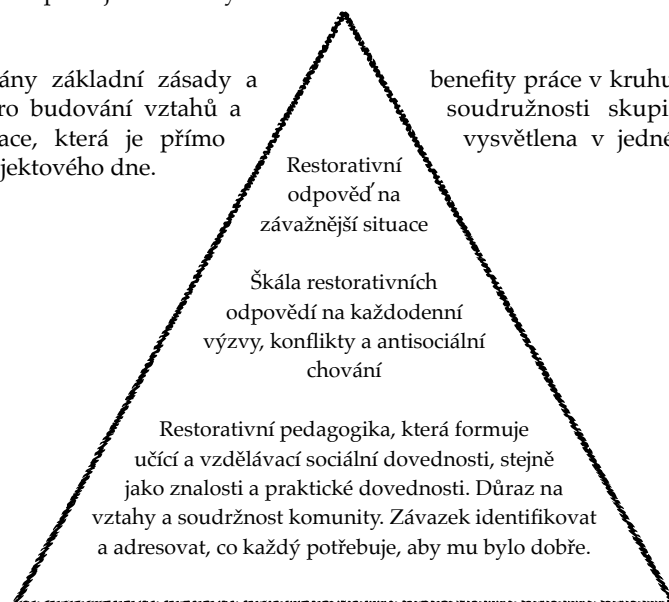 ány základní zásady a
ro budování vztahů a
ace, která je přímo
jektového dne.
benefity práce v kruhu
soudružnosti skupi
vysvětlena v jedné
Restorativní
odpověď na
závažnější situace
Škála restorativních
odpovědí na každodenní
výzvy, konflikty a antisociální
chování
Restorativní pedagogika, která formuje
učící a vzdělávací sociální dovednosti, stejně
jako znalosti a praktické dovednosti. Důraz na
vztahy a soudržnost komunity. Závazek identifikovat
a adresovat, co každý potřebuje, aby mu bylo dobře.